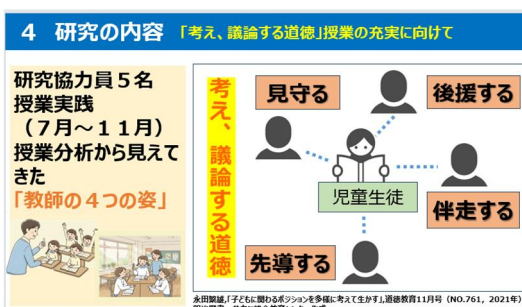 4 研究の内容 「考え、議論する道徳」授業の充実に向けて
研究協力員5名
授業実践
(7月~11月)
授業分析から見えて
きた
「教師の4つの姿」
考え、議論する道徳
見守る
後援する
児童生徒
伴走する
先導する
永田繁雄,「子どもに関わるポジションを多様に考えて生かす」,道徳教育11月号(NO.761, 2021年)